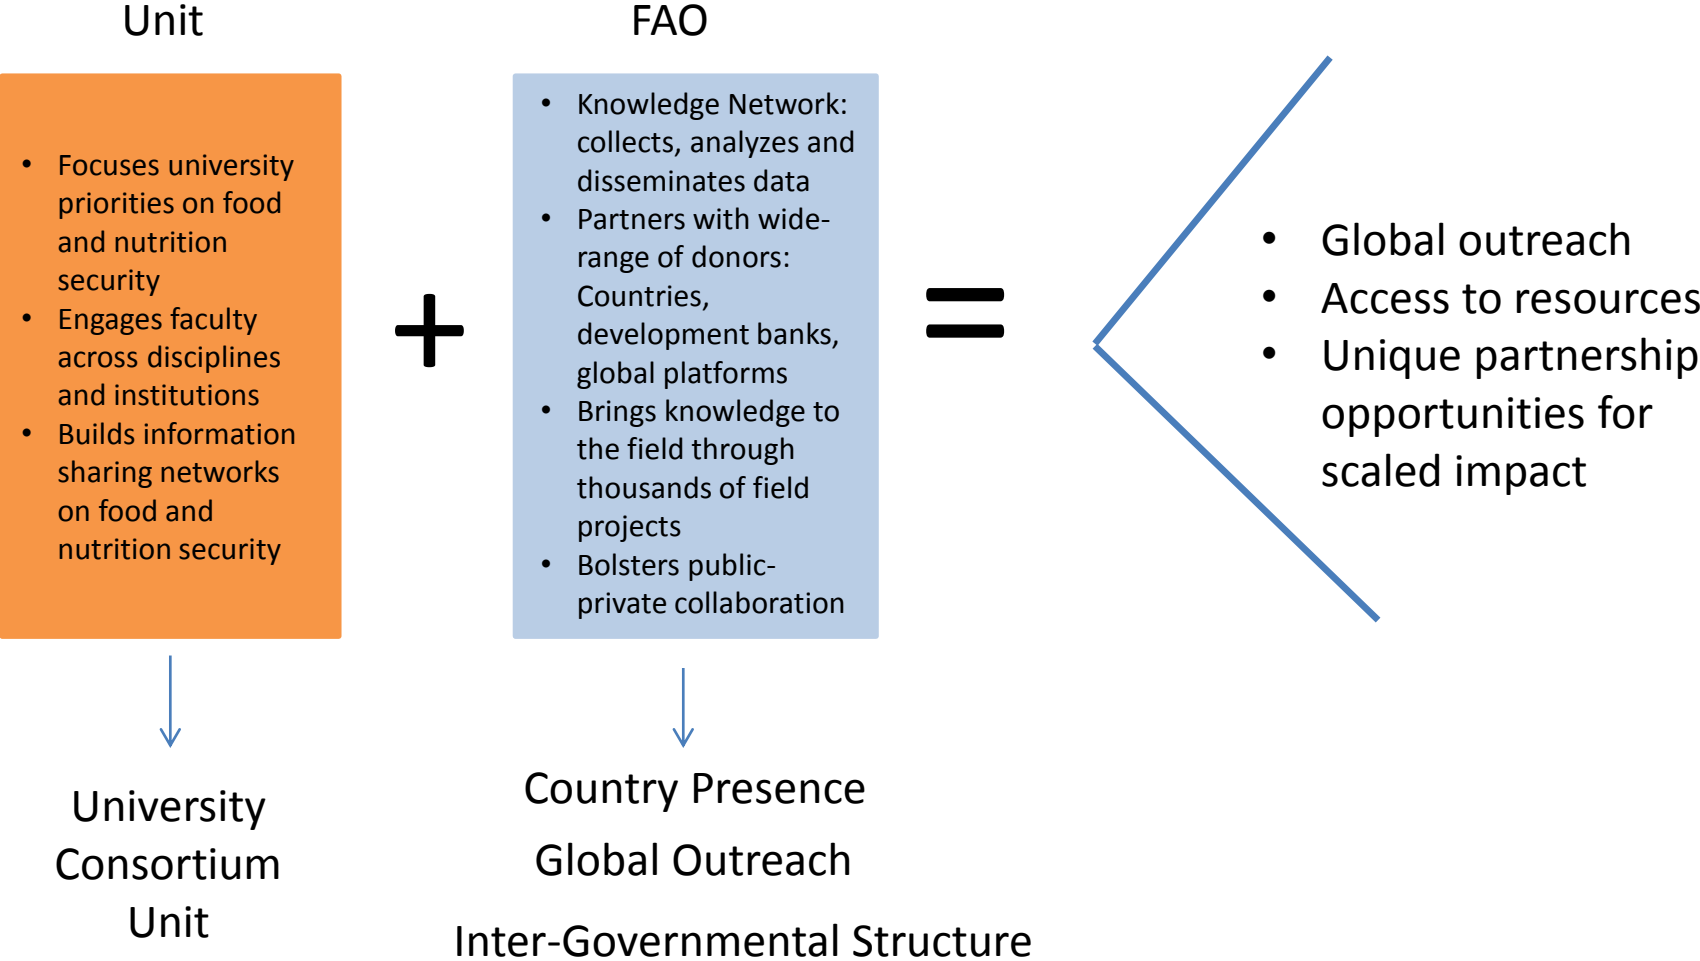 Unit
FAO
• Focuses university
priorities on food
and nutrition
security
• Engages faculty
across disciplines
and institutions
• Builds information
sharing networks
on food and
nutrition security
+
• Knowledge Network:
collects, analyzes and
disseminates data
• Partners with wide-
range of donors:
Countries,
development banks,
global platforms
• Brings knowledge to
the field through
thousands of field
projects
• Bolsters public-
private collaboration
=
• Global outreach
• Access to resources
• Unique partnership
opportunities for
scaled impact
University
Consortium
Unit
Country Presence
Global Outreach
Inter-Governmental Structure